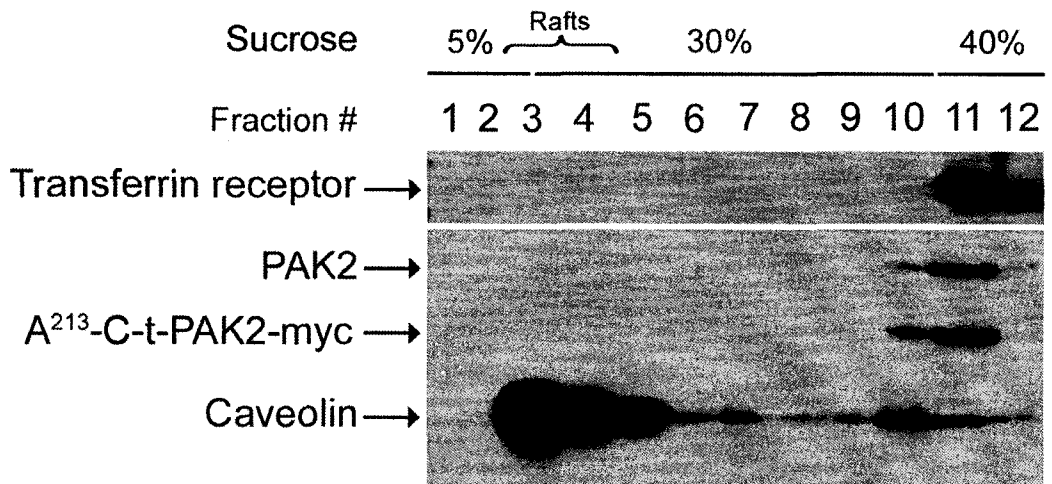 Rafts
Sucrose 5% 30% 40%
Fraction # 1 2 3 4 5 6 7 8 9 10 11 12
Transferrin receptor →
PAK2 →
A²¹³-C-t-PAK2-myc →
Caveolin →